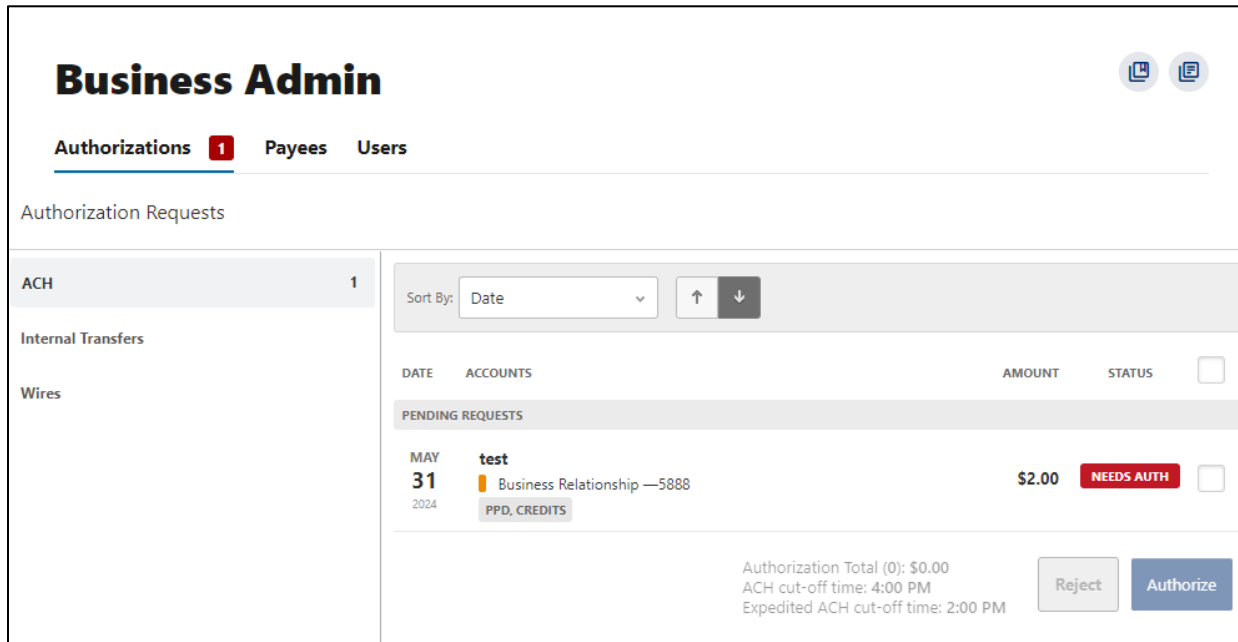 Business Admin
Authorizations 1 Payees Users
Authorization Requests
ACH 1
Internal Transfers
Wires
Sort By: Date
DATE ACCOUNTS AMOUNT STATUS
PENDING REQUESTS
MAY
31
2024
test
Business Relationship —5888
PPD, CREDITS
$2.00 NEEDS AUTH
Authorization Total (0): $0.00
ACH cut-off time: 4:00 PM
Expedited ACH cut-off time: 2:00 PM
Reject Authorize